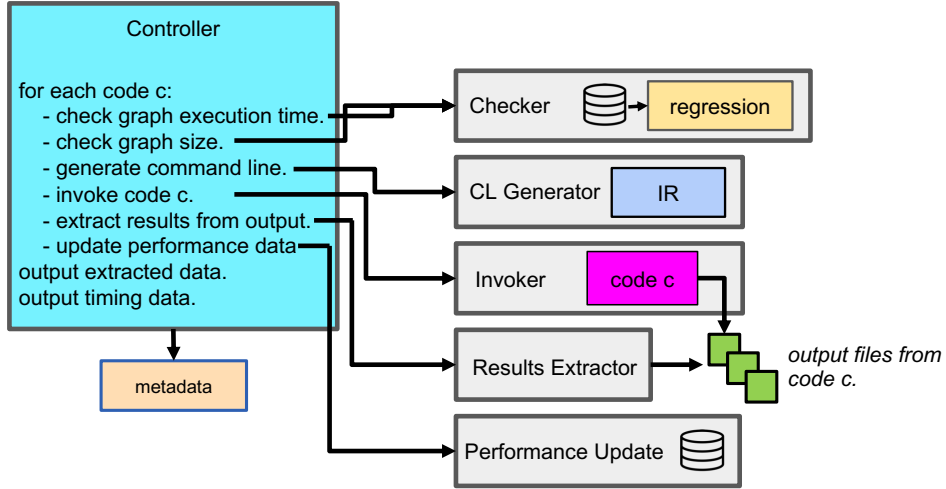 Controller
for each code c:
- check graph execution time.
- check graph size.
- generate command line.
- invoke code c.
- extract results from output.
- update performance data
output extracted data.
output timing data.
metadata
Checker
regression
CL Generator
IR
Invoker
code c
Results Extractor
output files from
code c.
Performance Update